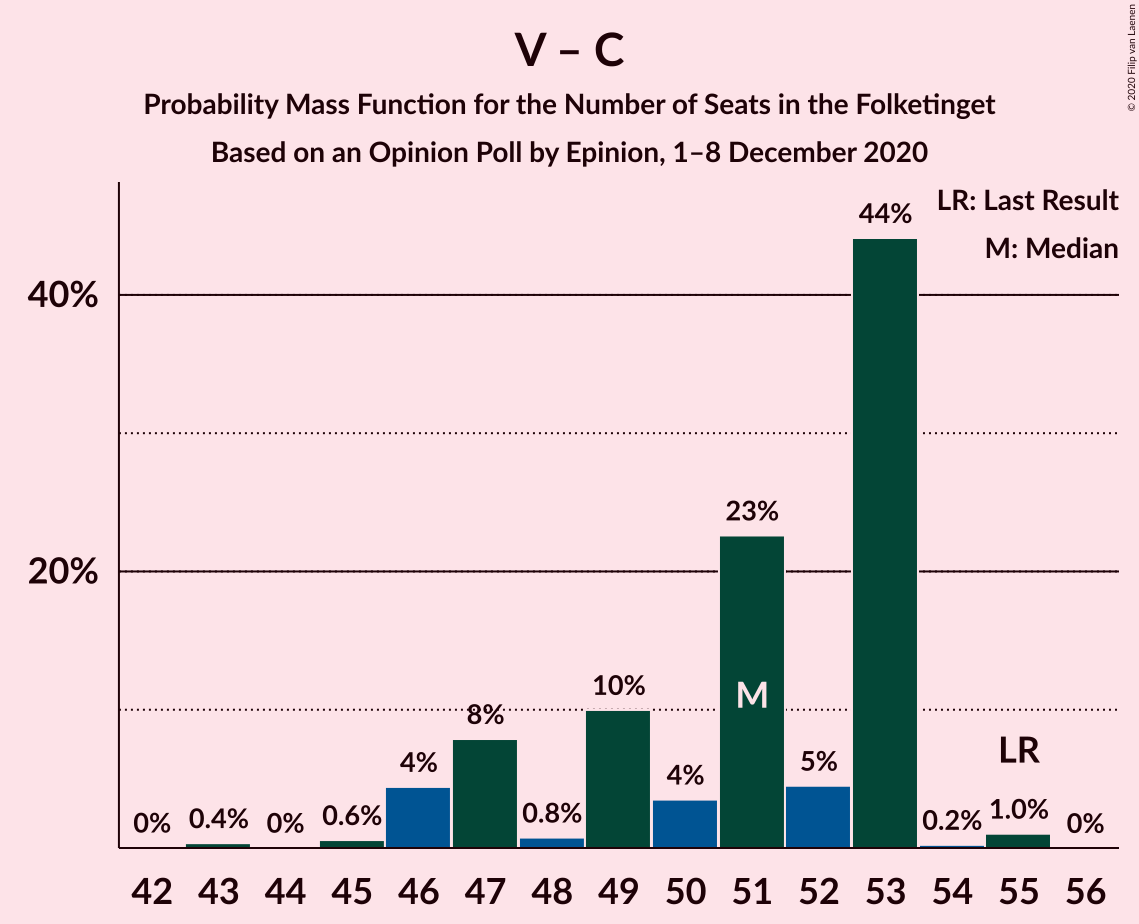 V – C
Probability Mass Function for the Number of Seats in the Folketinget
Based on an Opinion Poll by Epinion, 1–8 December 2020
© 2020 Filip van Laenen
LR: Last Result
M: Median
40%
20%
0%
0.4%
0%
0.6%
4%
8%
0.8%
10%
4%
23%
5%
44%
0.2%
1.0%
0%
M
LR
42 43 44 45 46 47 48 49 50 51 52 53 54 55 56